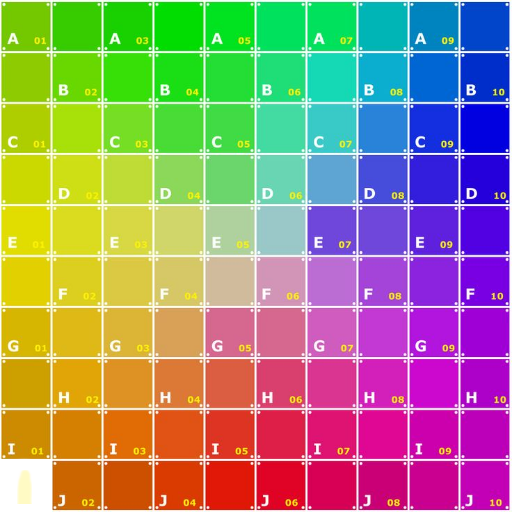 A 01 03 A 03 A 05 A 07 A 09
B 02 B 04 B 06 B 08 B 10
C 01 C 03 C 05 C 07 C 09
D 02 D 04 D 06 D 08 D 10
E 01 E 03 E 05 E 07 E 09
F 02 F 04 F 06 F 08 F 10
G 01 G 03 G 05 G 07 G 09
H 02 H 04 H 06 H 08 H 10
I 01 I 03 I 05 I 07 I 09
J 02 J 04 J 06 J 08 J 10